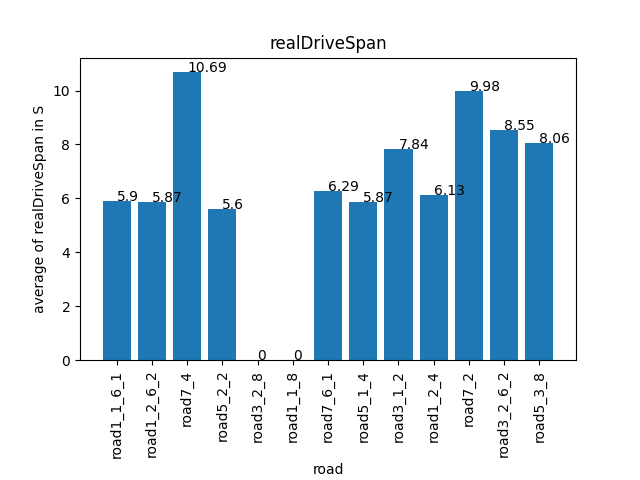 realDriveSpan
average of realDriveSpan in S
10
8
6
4
2
0
5.9
5.87
10.69
5.6
0
0
6.29
5.87
7.84
6.13
9.98
8.55
8.06
road1_1_6_1
road1_2_6_2
road7_4
road5_2_2
road3_2_8
road1_1_8
road7_6_1
road5_1_4
road3_1_2
road1_2_4
road7_2
road3_2_6_2
road5_3_8
road